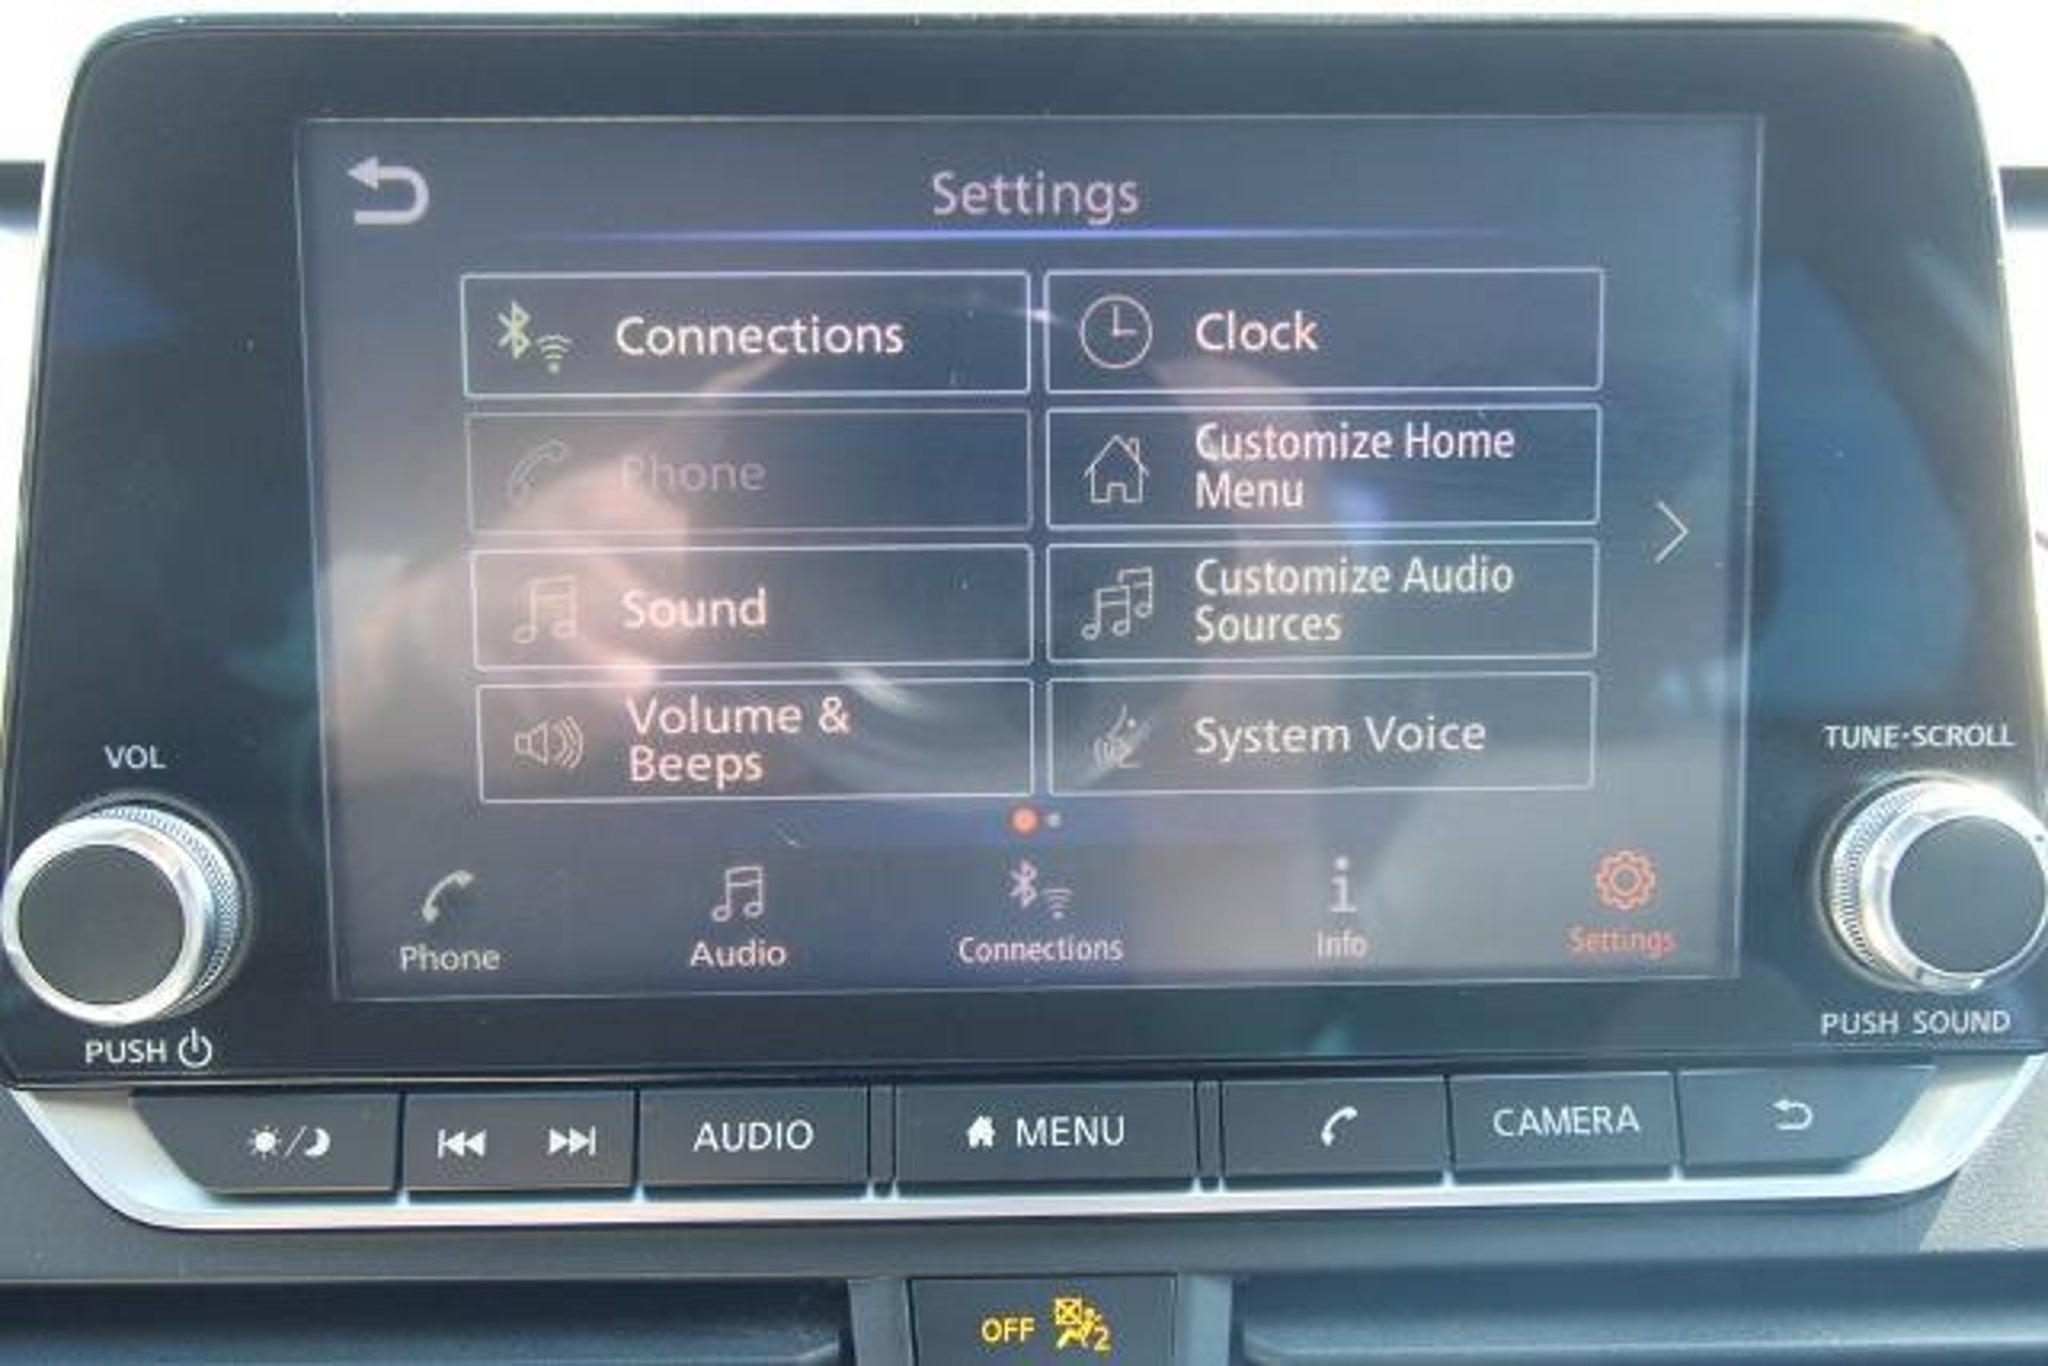 Settings
Connections
Clock
Phone
Customize Home
Menu
Sound
Customize Audio
Sources
Volume &
Beeps
System Voice
Phone
Audio
Connections
Info
Settings
VOL
PUSH
TUNE·SCROLL
PUSH SOUND
AUDIO
MENU
CAMERA
OFF
2